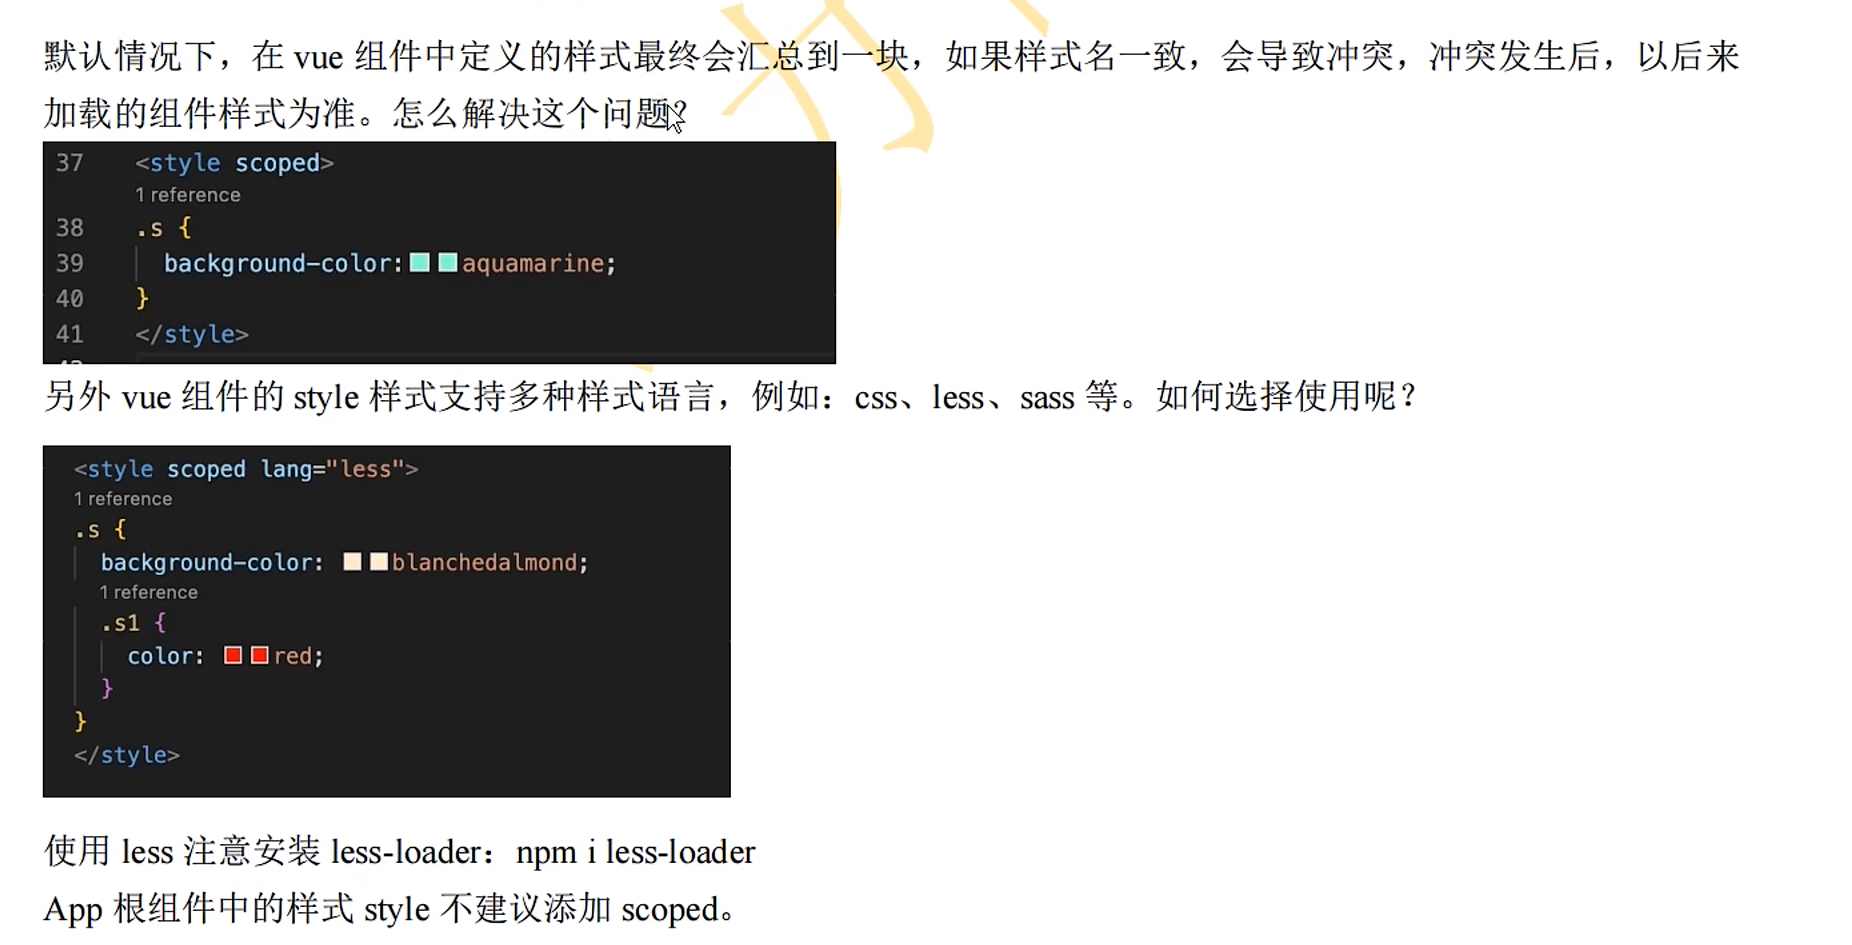 默认情况下，在 vue 组件中定义的样式最终会汇总到一块，如果样式名一致，会导致冲突，冲突发生后，以后来
加载的组件样式为准。怎么解决这个问题？
37 <style scoped>
1 reference
38 .s {
39 background-color: aquamarine;
40 }
41 </style>
另外 vue 组件的 style 样式支持多种样式语言，例如：css、less、sass 等。如何选择使用呢？
<style scoped lang="less">
1 reference
.s {
background-color: blanchedalmond;
1 reference
.s1 {
color: red;
}
}
</style>
使用 less 注意安装 less-loader：npm i less-loader
App 根组件中的样式 style 不建议添加 scoped。